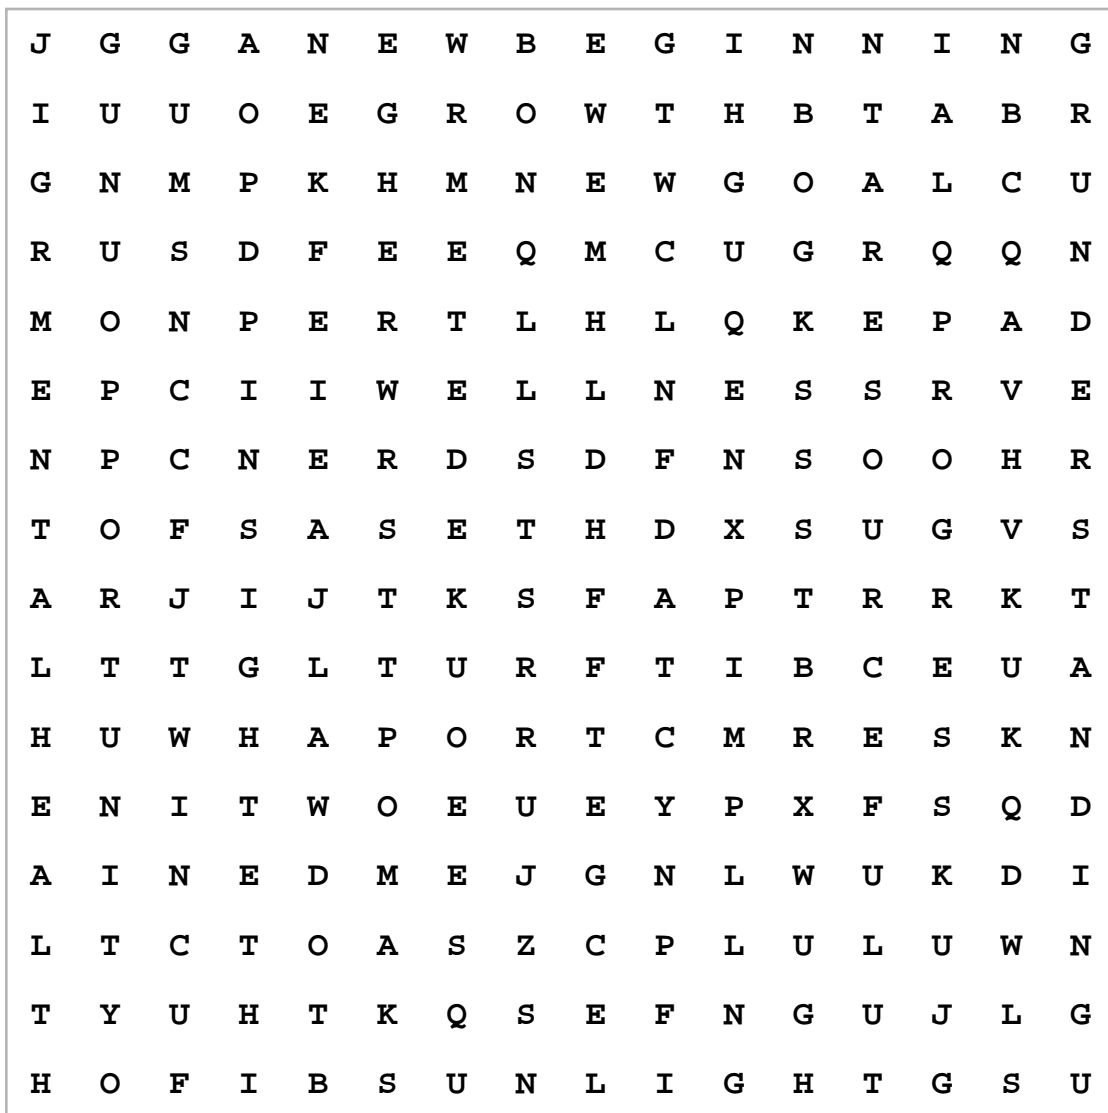 J G G A N E W B E G I N N I N G
I U U O E G R O W T H B T A B R
G N M P K H M N E W G O A L C U
R U S D F E E Q M C U G R Q Q N
M O N P E R T L H L Q K E P A D
E P C I I W E L L N E S S R V E
N P C N E R D S D F N S O O H R
T O F S A S E T H D X S U G V S
A R J I J T K S F A P T R R K T
L T T G L T U R F T I B C E U A
H U W H A P O R T C M R E S K N
E N I T W O E U E Y P X F S Q D
A I N E D M E J G N L W U K D I
L T C T O A S Z C P L U L U W N
T Y U H T K Q S E F N G U J L G
H O F I B S U N L I G H T G S U